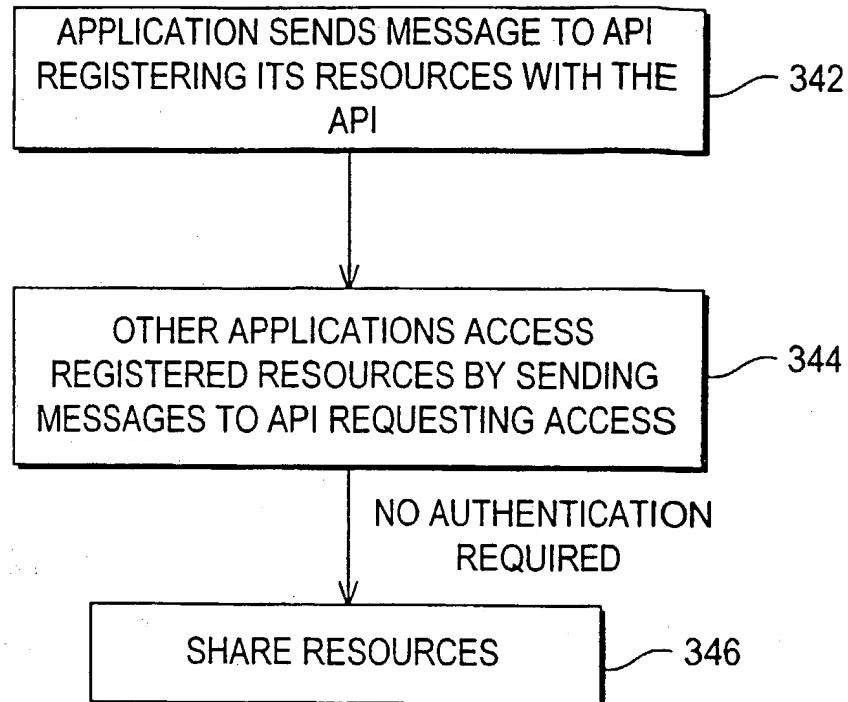 APPLICATION SENDS MESSAGE TO API
REGISTERING ITS RESOURCES WITH THE
API
342
OTHER APPLICATIONS ACCESS
REGISTERED RESOURCES BY SENDING
MESSAGES TO API REQUESTING ACCESS
344
NO AUTHENTICATION
REQUIRED
SHARE RESOURCES
346